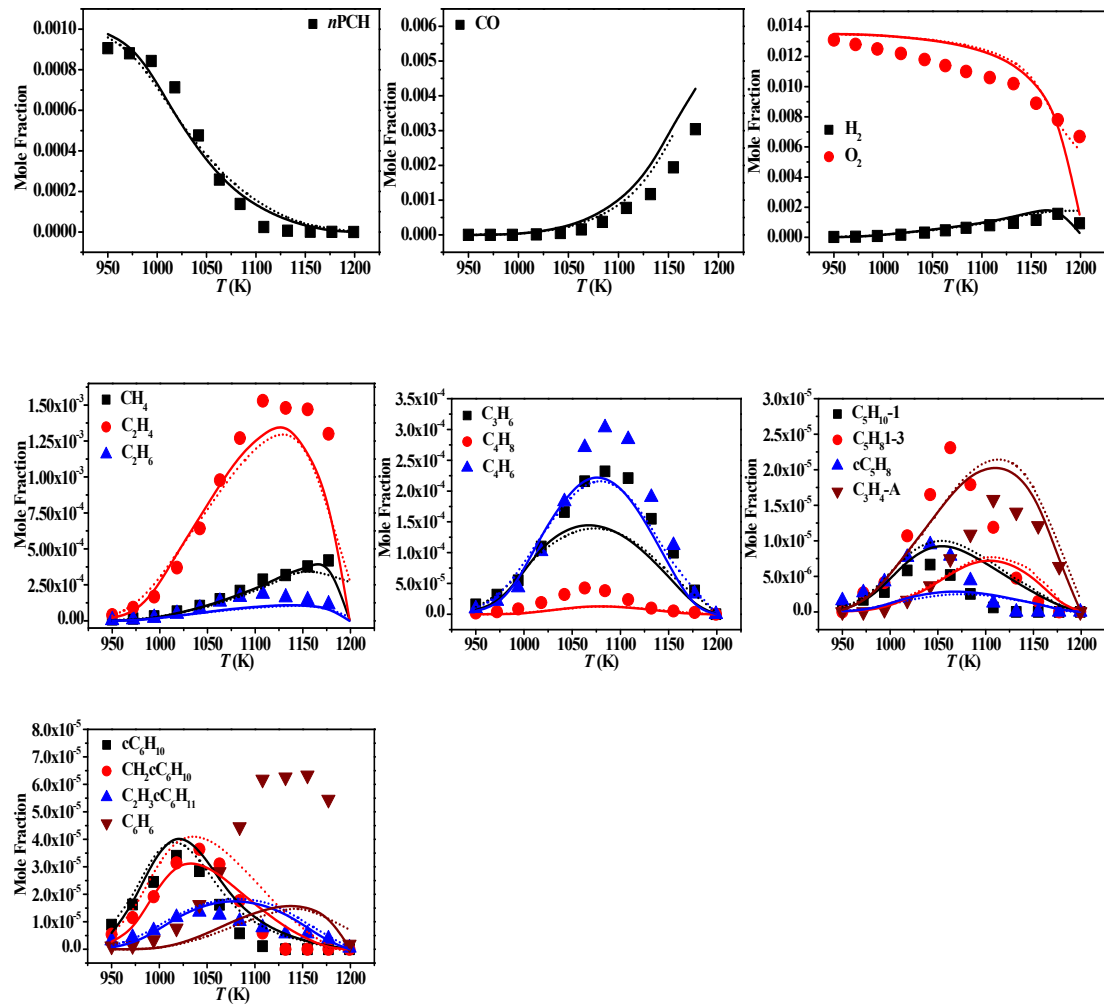 nPCH
0.0010
0.0008
0.0006
0.0004
0.0002
0.0000
Mole Fraction
950 1000 1050 1100 1150 1200
T (K)
CO
0.006
0.005
0.004
0.003
0.002
0.001
0.000
Mole Fraction
950 1000 1050 1100 1150 1200
T (K)
H2
O2
0.014
0.012
0.010
0.008
0.006
0.004
0.002
0.000
Mole Fraction
950 1000 1050 1100 1150 1200
T (K)
CH4
C2H4
C2H6
1.50x10-3
1.25x10-3
1.00x10-3
7.50x10-4
5.00x10-4
2.50x10-4
0.00
Mole Fraction
950 1000 1050 1100 1150 1200
T (K)
C3H6
C4H8
C4H6
3.5x10-4
3.0x10-4
2.5x10-4
2.0x10-4
1.5x10-4
1.0x10-4
5.0x10-5
0.0
Mole Fraction
950 1000 1050 1100 1150 1200
T (K)
C5H10-1
C5H81-3
cC5H8
C3H4-A
3.0x10-5
2.5x10-5
2.0x10-5
1.5x10-5
1.0x10-5
5.0x10-6
0.0
Mole Fraction
950 1000 1050 1100 1150 1200
T (K)
cC6H10
CH2cC6H10
C2H3cC6H11
C6H6
8.0x10-5
7.0x10-5
6.0x10-5
5.0x10-5
4.0x10-5
3.0x10-5
2.0x10-5
1.0x10-5
0.0
Mole Fraction
950 1000 1050 1100 1150 1200
T (K)